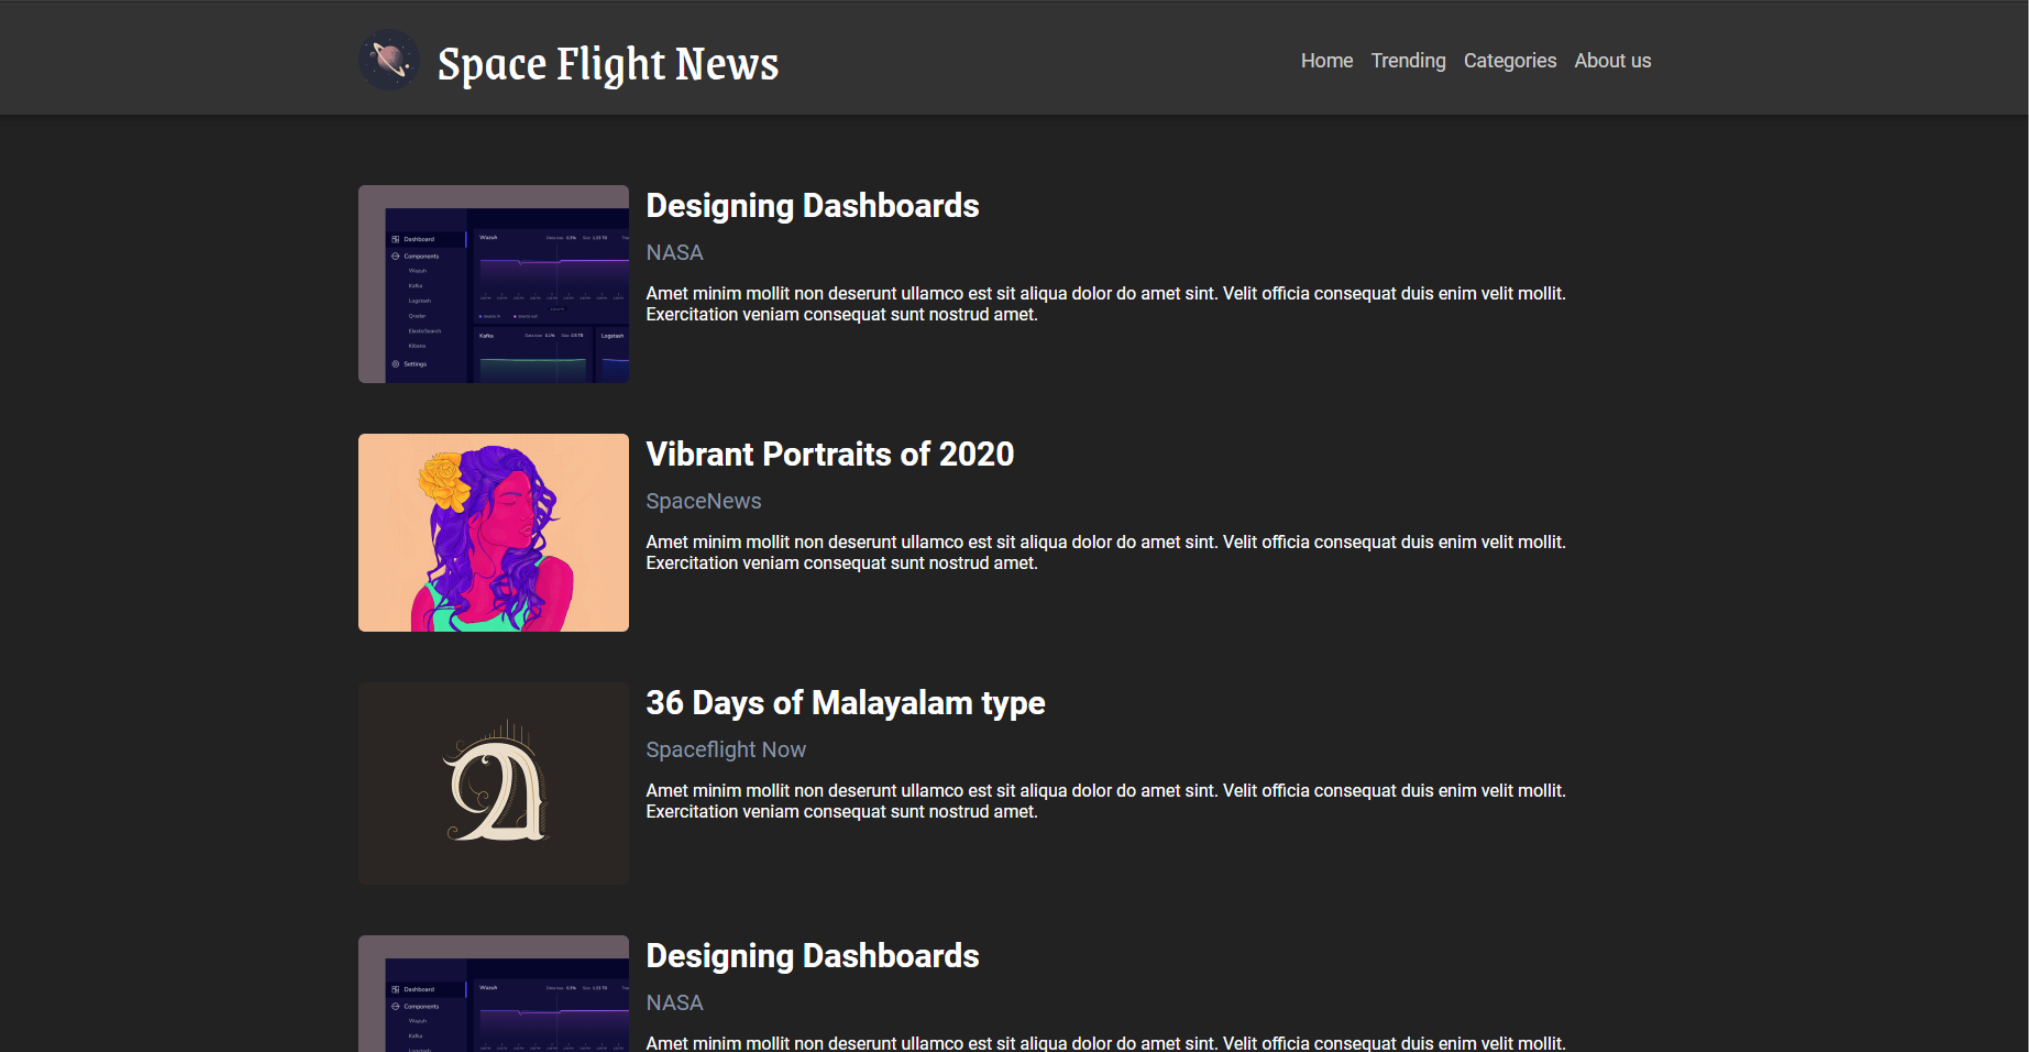 Space Flight News
Home Trending Categories About us
Designing Dashboards
NASA
Amet minim mollit non deserunt ullamco est sit aliqua dolor do amet sint. Velit officia consequat duis enim velit mollit.
Exercitation veniam consequat sunt nostrud amet.
Dashboard
Components
Wazuh
Kafka
Logstash
Qradar
ElasticSearch
Kibana
Settings
Wazuh
Kafka
Logstash
Vibrant Portraits of 2020
SpaceNews
Amet minim mollit non deserunt ullamco est sit aliqua dolor do amet sint. Velit officia consequat duis enim velit mollit.
Exercitation veniam consequat sunt nostrud amet.
36 Days of Malayalam type
Spaceflight Now
Amet minim mollit non deserunt ullamco est sit aliqua dolor do amet sint. Velit officia consequat duis enim velit mollit.
Exercitation veniam consequat sunt nostrud amet.
Designing Dashboards
NASA
Amet minim mollit non deserunt ullamco est sit aliqua dolor do amet sint. Velit officia consequat duis enim velit mollit.
Dashboard
Components
Wazuh
Kafka
Wazuh